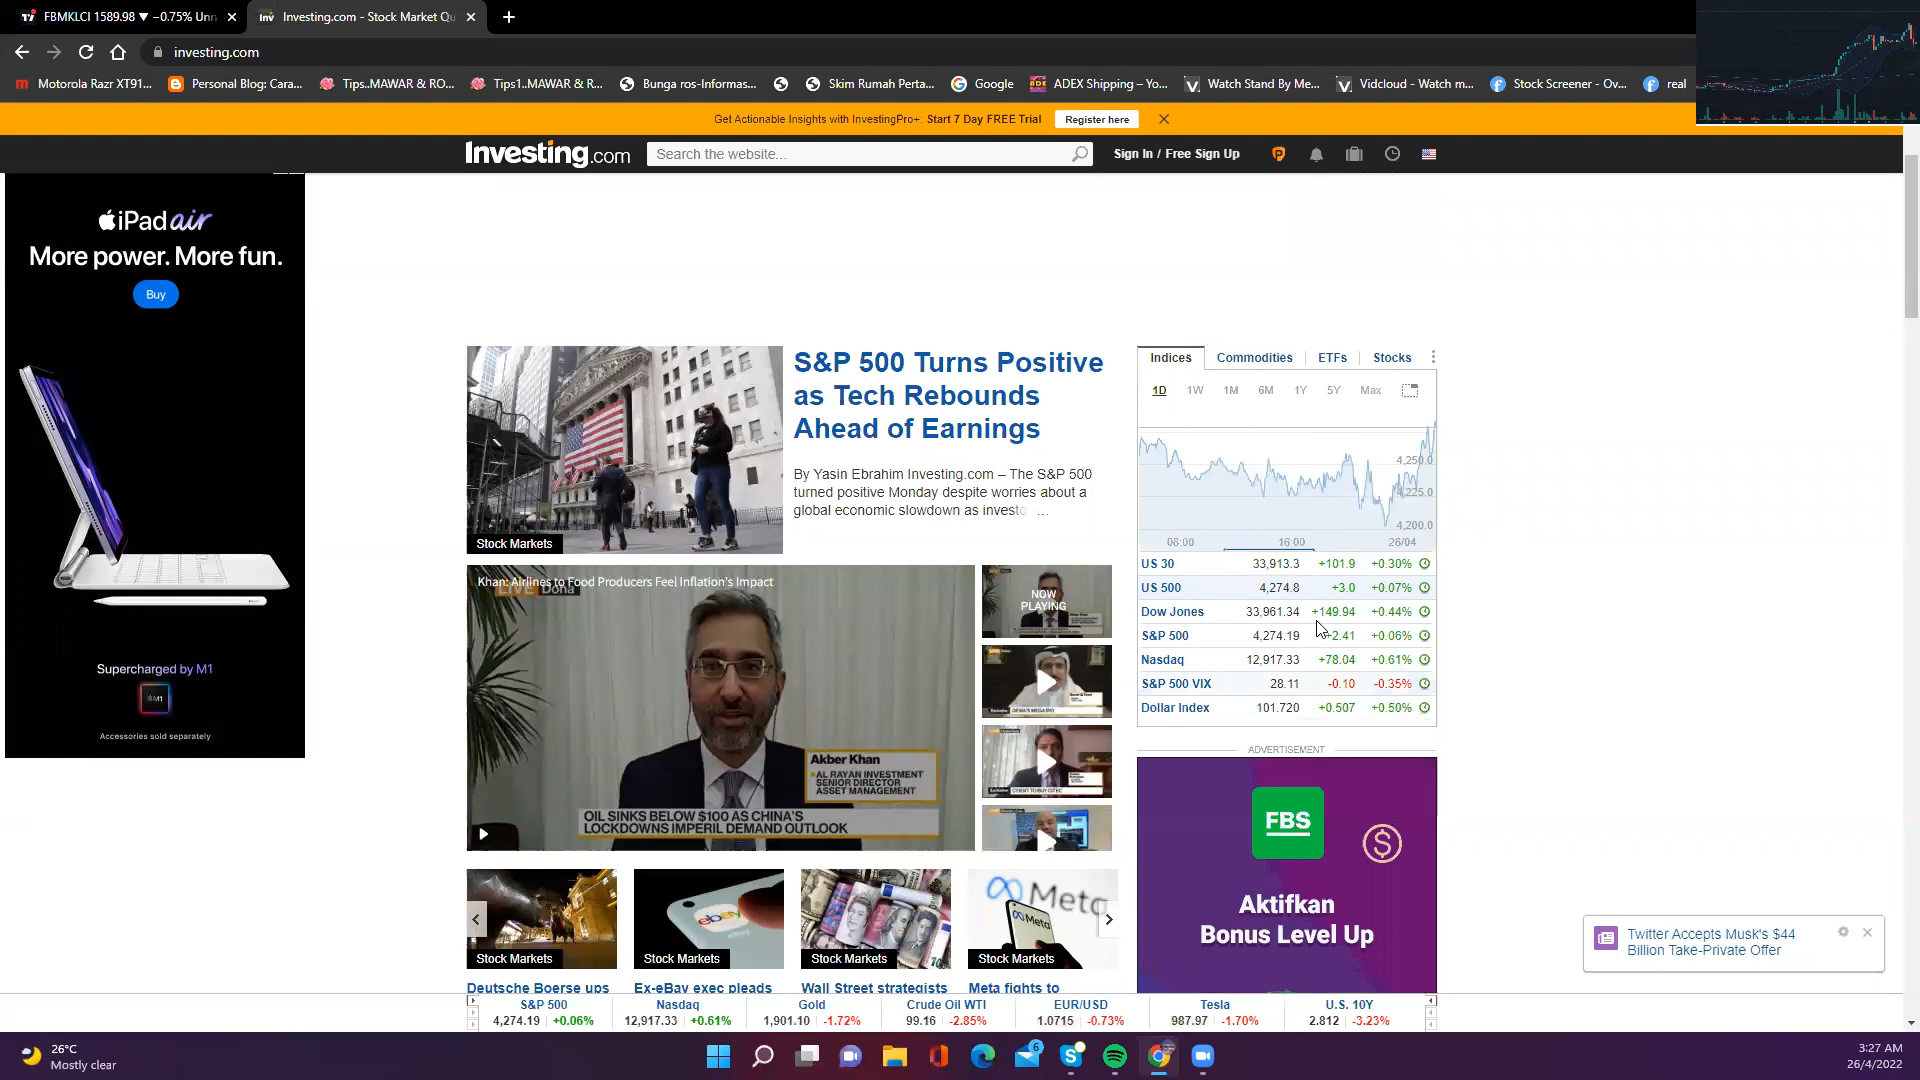 FBMKLCI 1589.98 ▼ −0.75% Unn
Investing.com - Stock Market Qu
investing.com
Motorola Razr XT91...
Personal Blog: Cara...
Tips..MAWAR & RO...
Tips1..MAWAR & R...
Bunga ros-Informas...
Skim Rumah Perta...
Google
ADEX Shipping – Yo...
Watch Stand By Me...
Vidcloud - Watch m...
Stock Screener - Ov...
real
Get Actionable Insights with InvestingPro+: Start 7 Day FREE Trial
Register here
Investing.com
Search the website...
Sign In / Free Sign Up
iPad air
More power. More fun.
Buy
Supercharged by M1
M1
Accessories sold separately
S&P 500 Turns Positive
as Tech Rebounds
Ahead of Earnings
By Yasin Ebrahim Investing.com – The S&P 500
turned positive Monday despite worries about a
global economic slowdown as investo ...
Stock Markets
Indices Commodities ETFs Stocks
1D 1W 1M 6M 1Y 5Y Max
4,250.0
4,225.0
4,200.0
08:00 16:00 26/04
US 30 33,913.3 +101.9 +0.30%
US 500 4,274.8 +3.0 +0.07%
Dow Jones 33,961.34 +149.94 +0.44%
S&P 500 4,274.19 +2.41 +0.06%
Nasdaq 12,917.33 +78.04 +0.61%
S&P 500 VIX 28.11 -0.10 -0.35%
Dollar Index 101.720 +0.507 +0.50%
Khan: Airlines to Food Producers Feel Inflation's Impact
LIVE Doha
Akber Khan
AL RAYAN INVESTMENT
SENIOR DIRECTOR
ASSET MANAGEMENT
OIL SINKS BELOW $100 AS CHINA'S
LOCKDOWNS IMPERIL DEMAND OUTLOOK
NOW
PLAYING
ADVERTISEMENT
FBS
Aktifkan
Bonus Level Up
ebay
Meta
Meta
Stock Markets
Stock Markets
Stock Markets
Stock Markets
Deutsche Boerse ups
Ex-eBay exec pleads
Wall Street strategists
Meta fights to
Twitter Accepts Musk's $44
Billion Take-Private Offer
S&P 500 Nasdaq Gold Crude Oil WTI EUR/USD Tesla U.S. 10Y
4,274.19 +0.06% 12,917.33 +0.61% 1,901.10 -1.72% 99.16 -2.85% 1.0715 -0.73% 987.97 -1.70% 2.812 -3.23%
26°C
Mostly clear
6
3:27 AM
26/4/2022